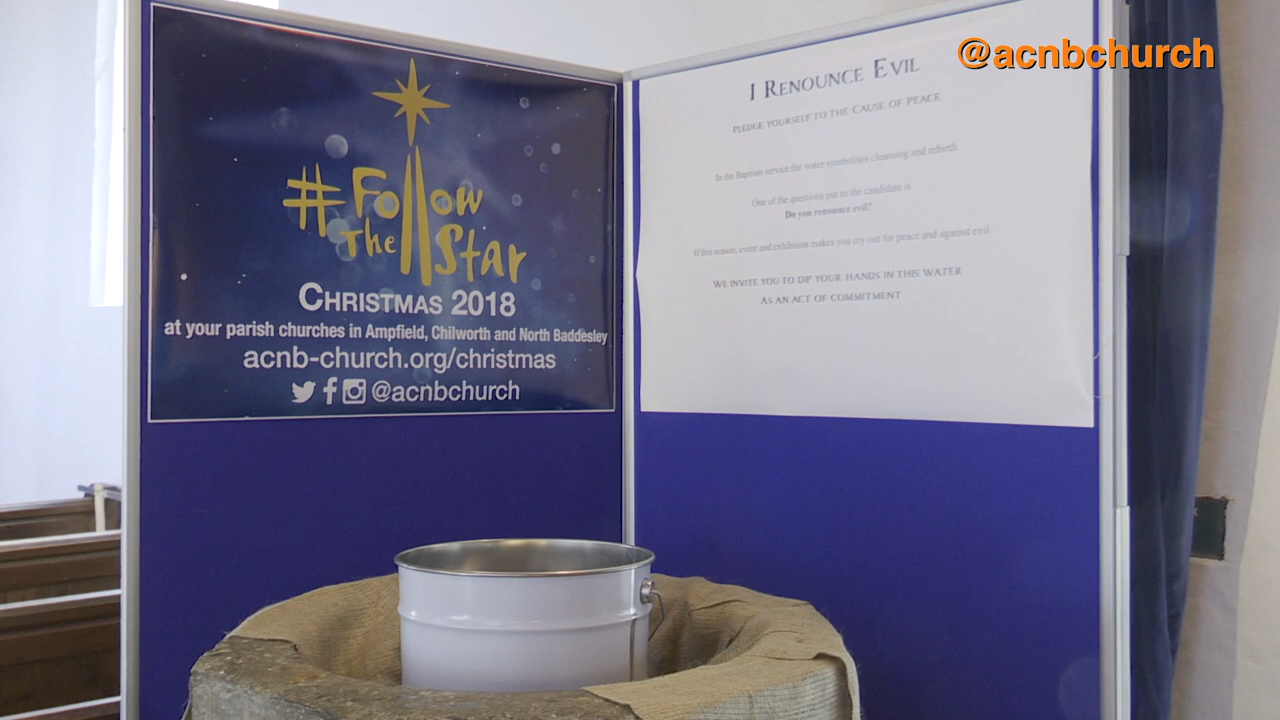 @acnbchurch
#Follow
The Star
CHRISTMAS 2018
at your parish churches in Ampfield, Chilworth and North Baddesley
acnb-church.org/christmas
@acnbchurch
I RENOUNCE EVIL
PLEDGE YOURSELF TO THE CAUSE OF PEACE
In the Baptism service the water symbolises cleansing and rebirth.
One of the questions put to the candidate is
Do you renounce evil?
If this season, event and exhibition makes you cry out for peace and against evil
WE INVITE YOU TO DIP YOUR HANDS IN THIS WATER
AS AN ACT OF COMMITMENT